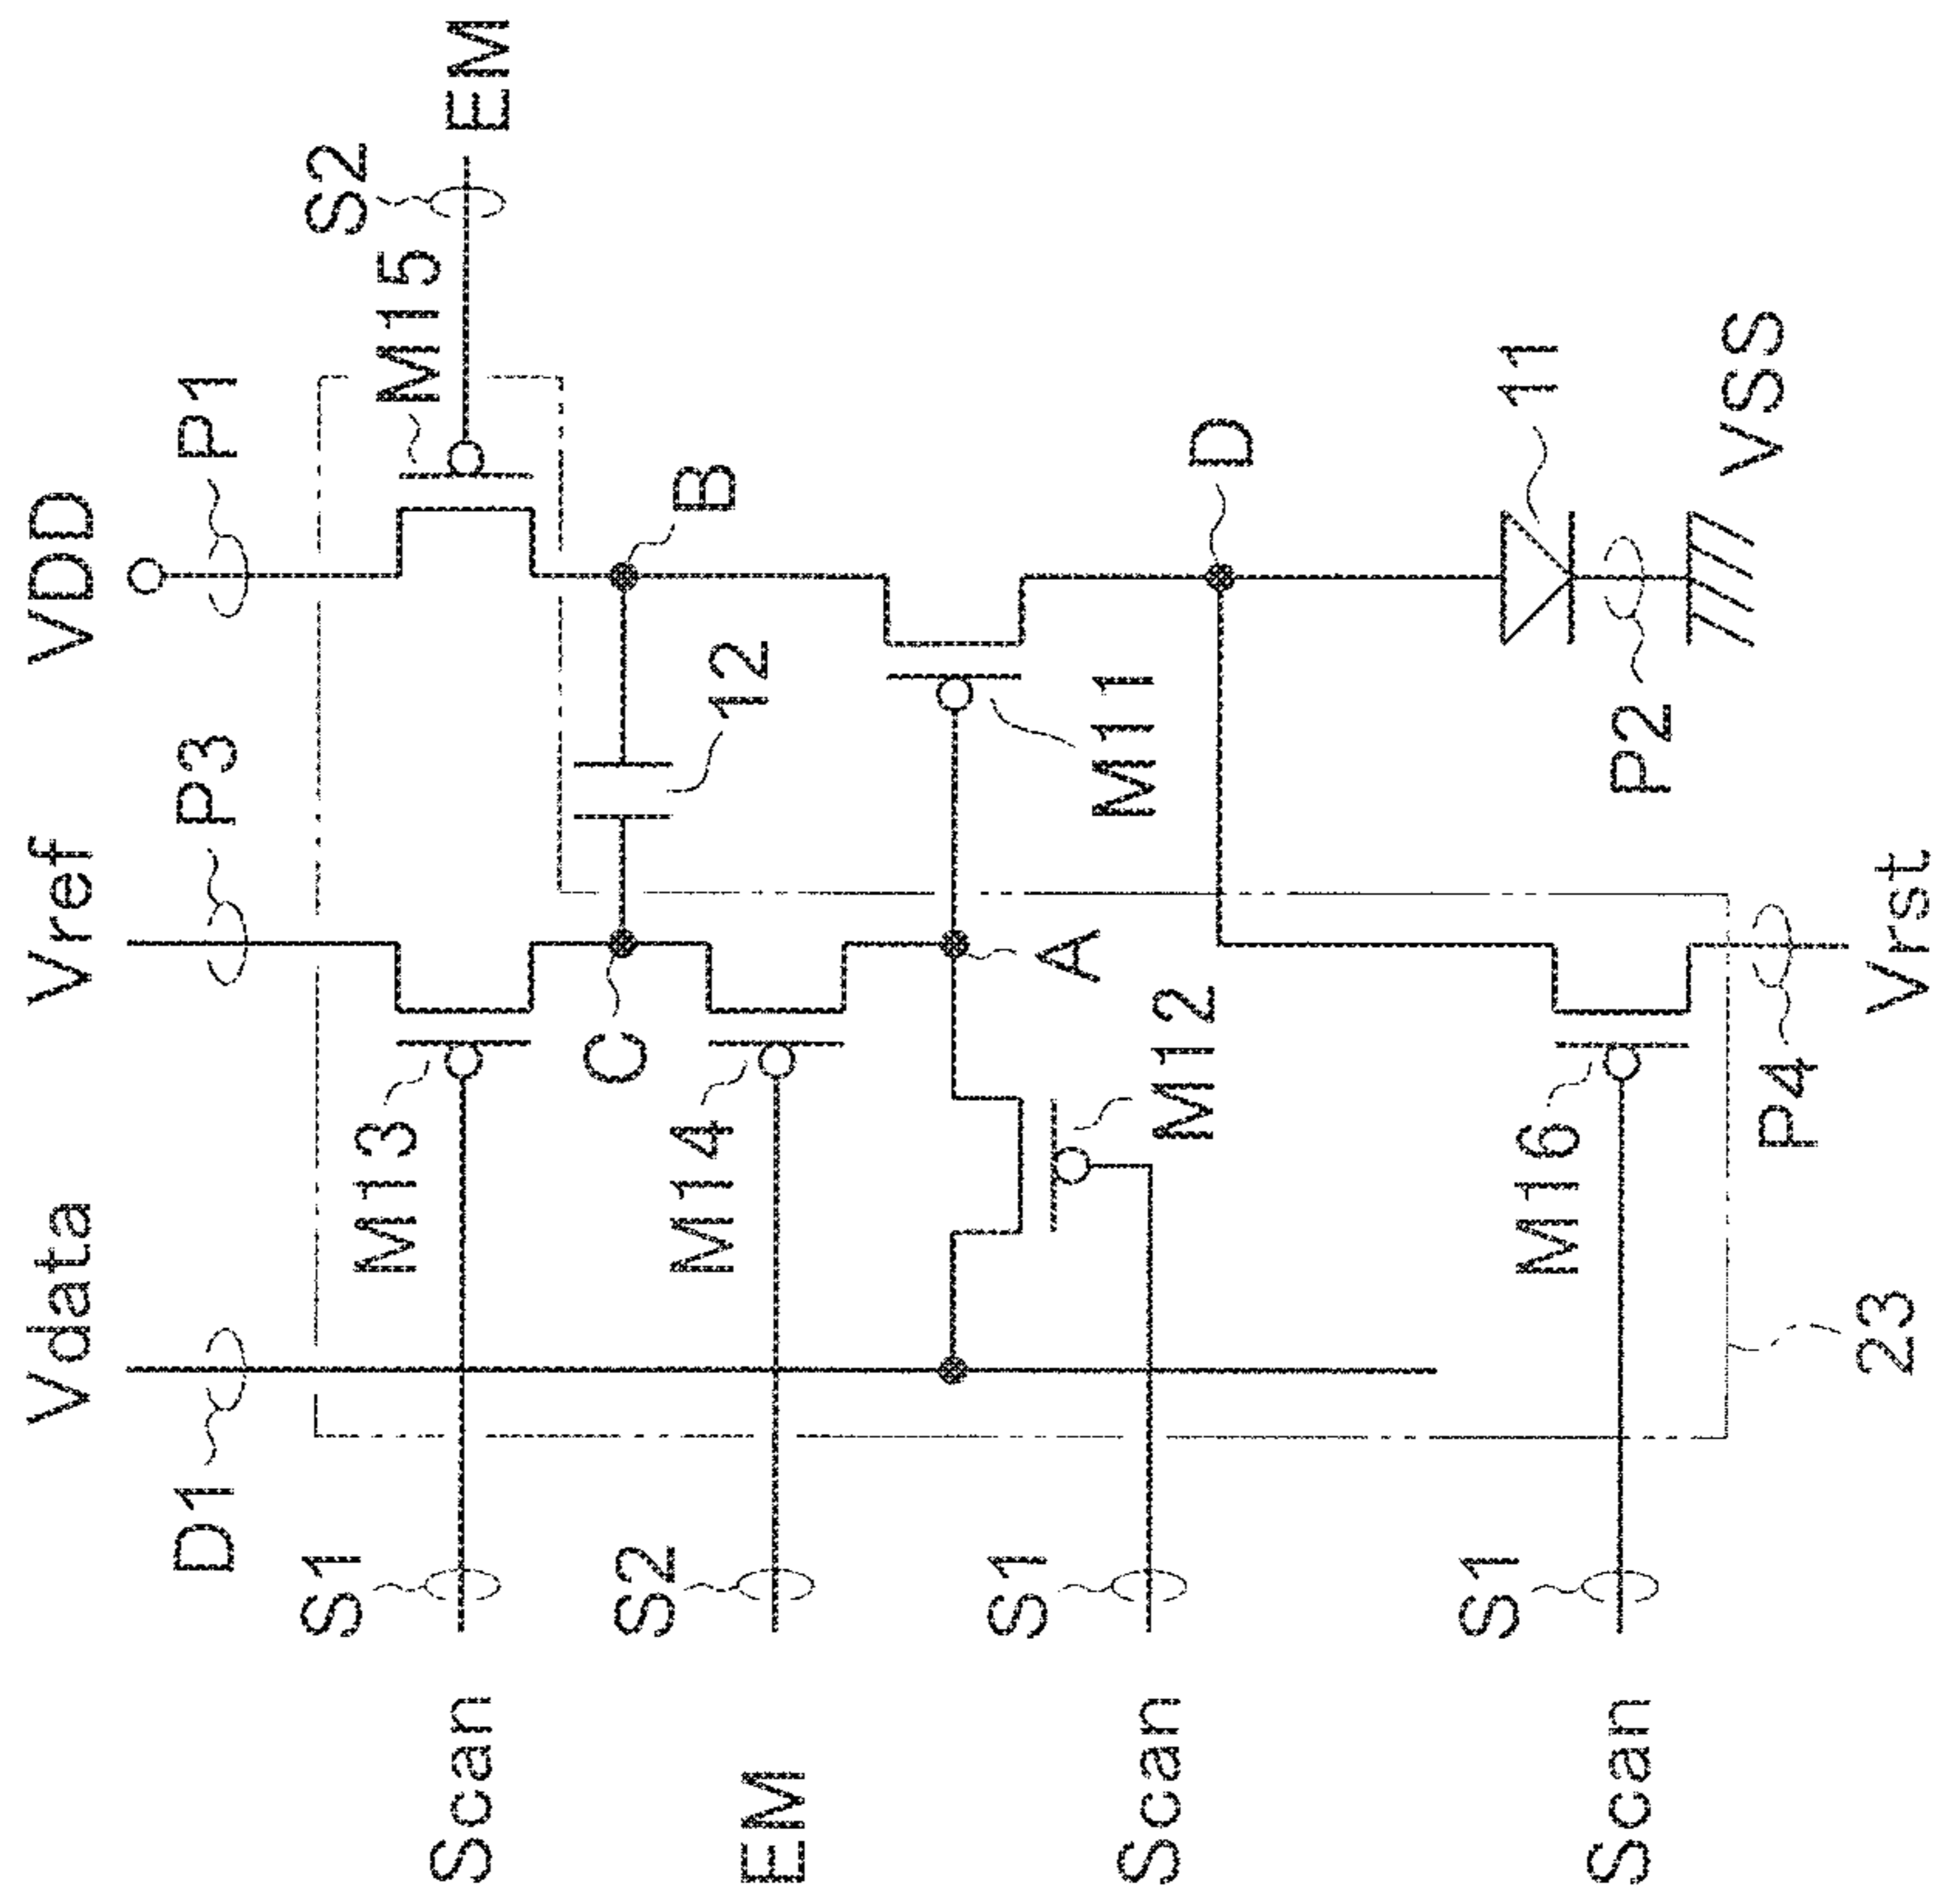 Vdata
Vref
VDD
D1
P3
P1
S1
S2
M13
M15
Scan
EM
S2
C
M14
B
12
EM
S1
A
M11
Scan
M12
D
S1
M16
11
Scan
P2
P4
VSS
23
Vrst